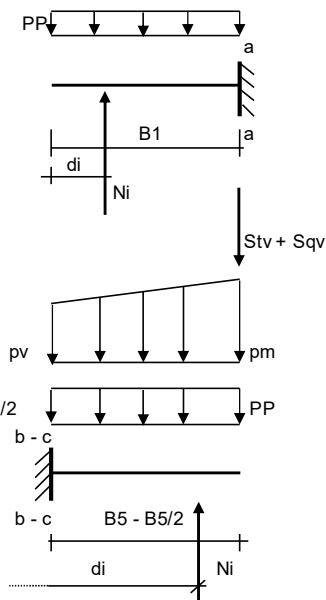 PP
a
B1
a
di
Ni
Stv + Sqv
pv
pm
/2
PP
b - c
b - c
B5 - B5/2
di
Ni